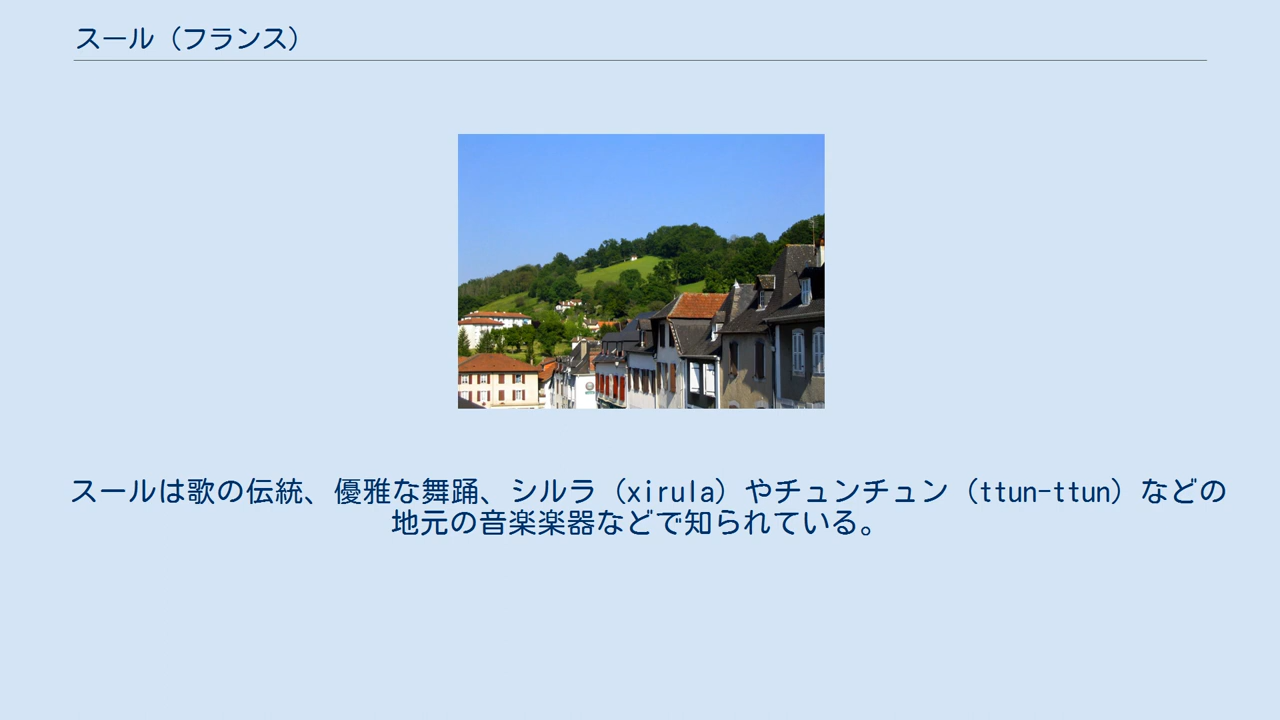 スール（フランス）
スールは歌の伝統、優雅な舞踊、シルラ（xirula）やチュンチュン（ttun-ttun）などの
地元の音楽楽器などで知られている。